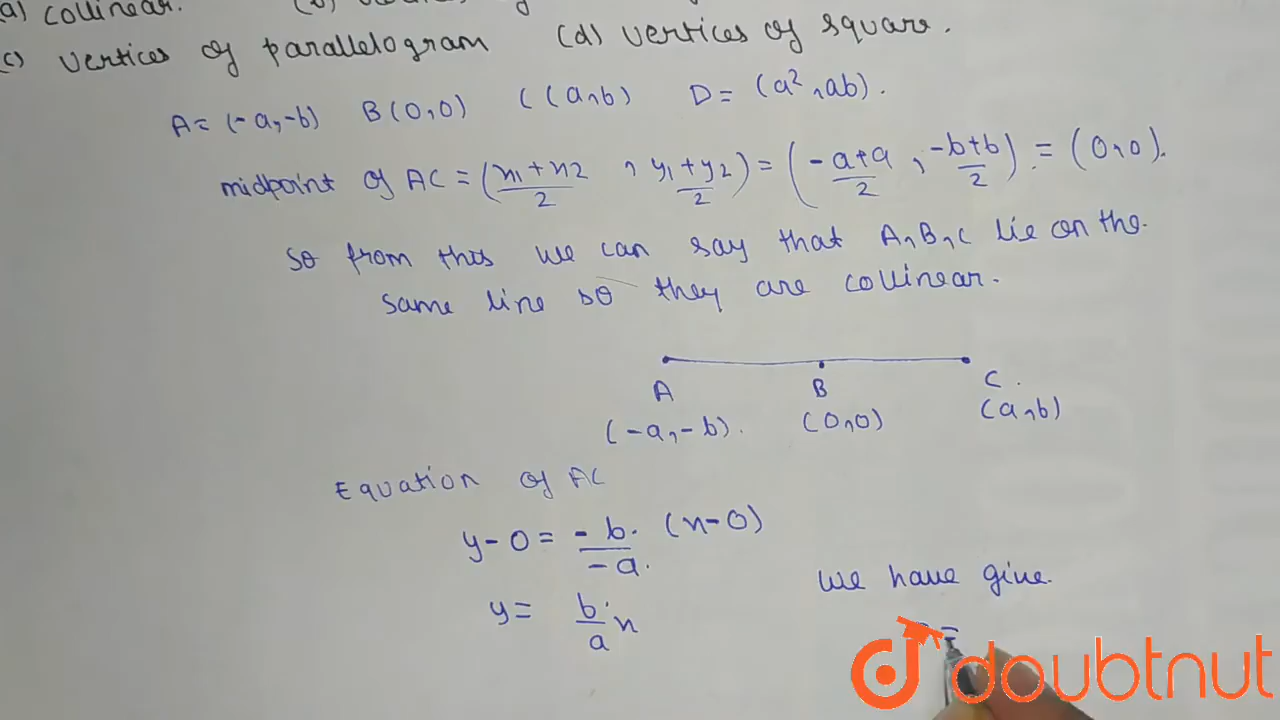 (a) collinear. (b)
(c) vertices of parallelogram (d) vertices of square.
A = (-a, -b) B(0,0) C(a,b) D = (a², ab).
midpoint of AC = (x₁+x₂/2, y₁+y₂/2) = (-a+a/2, -b+b/2) = (0,0).
so from this we can say that A, B, C lie on the
same line so they are collinear.
A B C.
(-a,-b). (0,0) (a,b)
Equation of AC
y-0 = -b/-a. (x-0)
we have give
y = b/a x
doubtnut